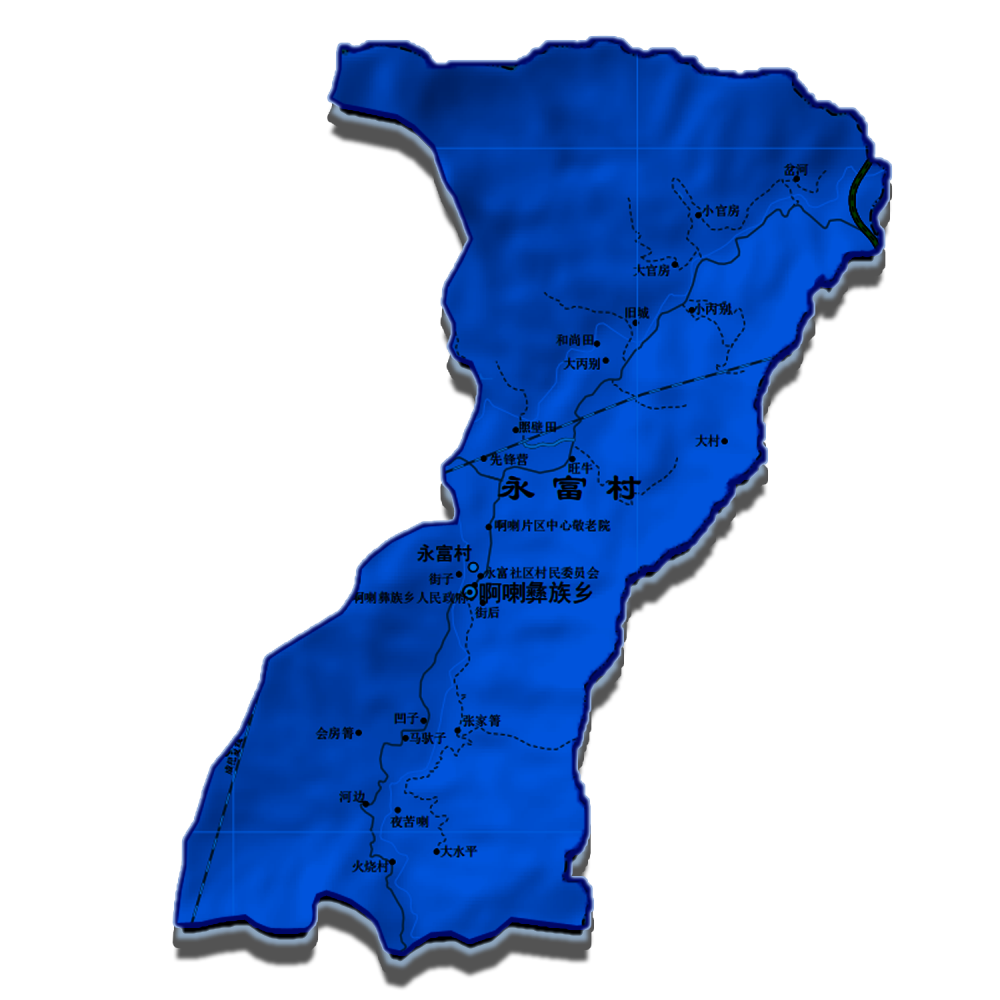 岔河
小官房
大官房
小丙别
旧城
和尚田
大丙别
照壁田
大村
先锋营
旺牛
永富村
啊喇片区中心敬老院
永富村
永富社区村民委员会
街子
啊喇彝族乡
啊喇彝族乡人民政府
街后
凹子
张家箐
会房箐
马驮子
河边
夜苦喇
大水平
火烧村